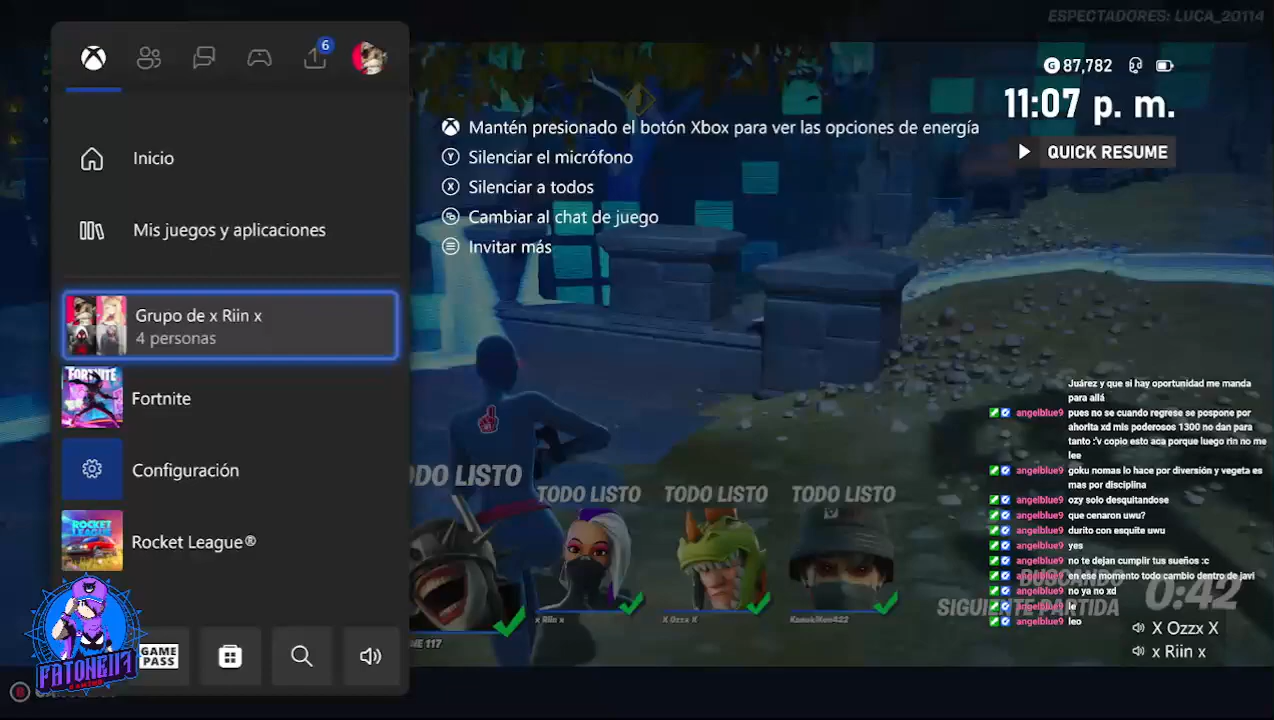 ESPECTADORES: LUCA_20114
6
G 87,782
11:07 p. m.
QUICK RESUME
Inicio
Mis juegos y aplicaciones
Grupo de x Riin x
4 personas
FORTNITE
Fortnite
Configuración
ROCKET LEAGUE
Rocket League®
GAME PASS
FATONE117
GAMING
Mantén presionado el botón Xbox para ver las opciones de energía
Y Silenciar el micrófono
X Silenciar a todos
Cambiar al chat de juego
Invitar más
TODO LISTO
TODO LISTO
TODO LISTO
TODO LISTO
117
x Riin x
X Ozzx X
Juárez y que si hay oportunidad me manda
para allá
angelblue9 pues no se cuando regrese se pospone por
ahorita xd mis poderosos 1300 no dan para
tanto :'v copio esto aca porque luego rin no me
lee
angelblue9 goku nomas lo hace por diversión y vegeta es
mas por disciplina
angelblue9 ozy solo desquitandose
angelblue9 que cenaron uwu?
angelblue9 durito con esquite uwu
angelblue9 yes
angelblue9 no te dejan cumplir tus sueños :c
angelblue9 en ese momento todo cambio dentro de javi
angelblue9 no ya no xd
angelblue9 le
angelblue9 leo
BUSCANDO
SIGUIENTE PARTIDA
0:42
X Ozzx X
x Riin x
B